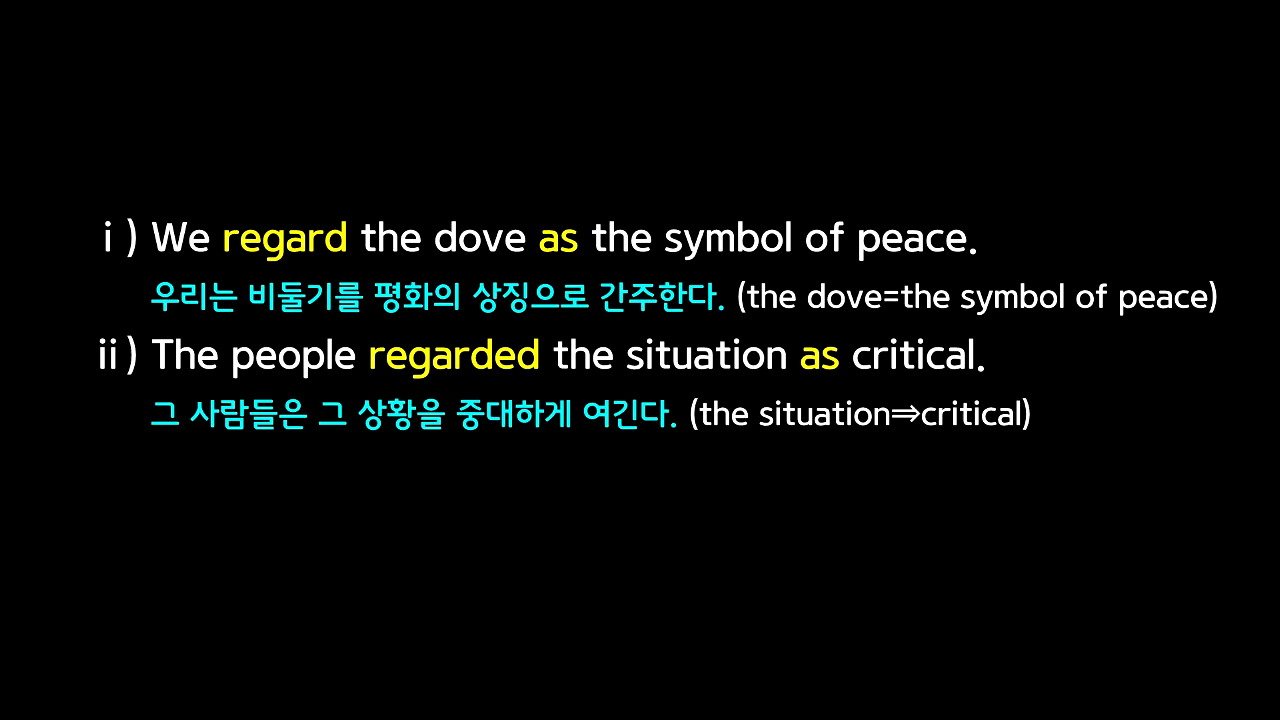 ⅰ) We regard the dove as the symbol of peace.
우리는 비둘기를 평화의 상징으로 간주한다. (the dove=the symbol of peace)
ⅱ) The people regarded the situation as critical.
그 사람들은 그 상황을 중대하게 여긴다. (the situation⇒critical)